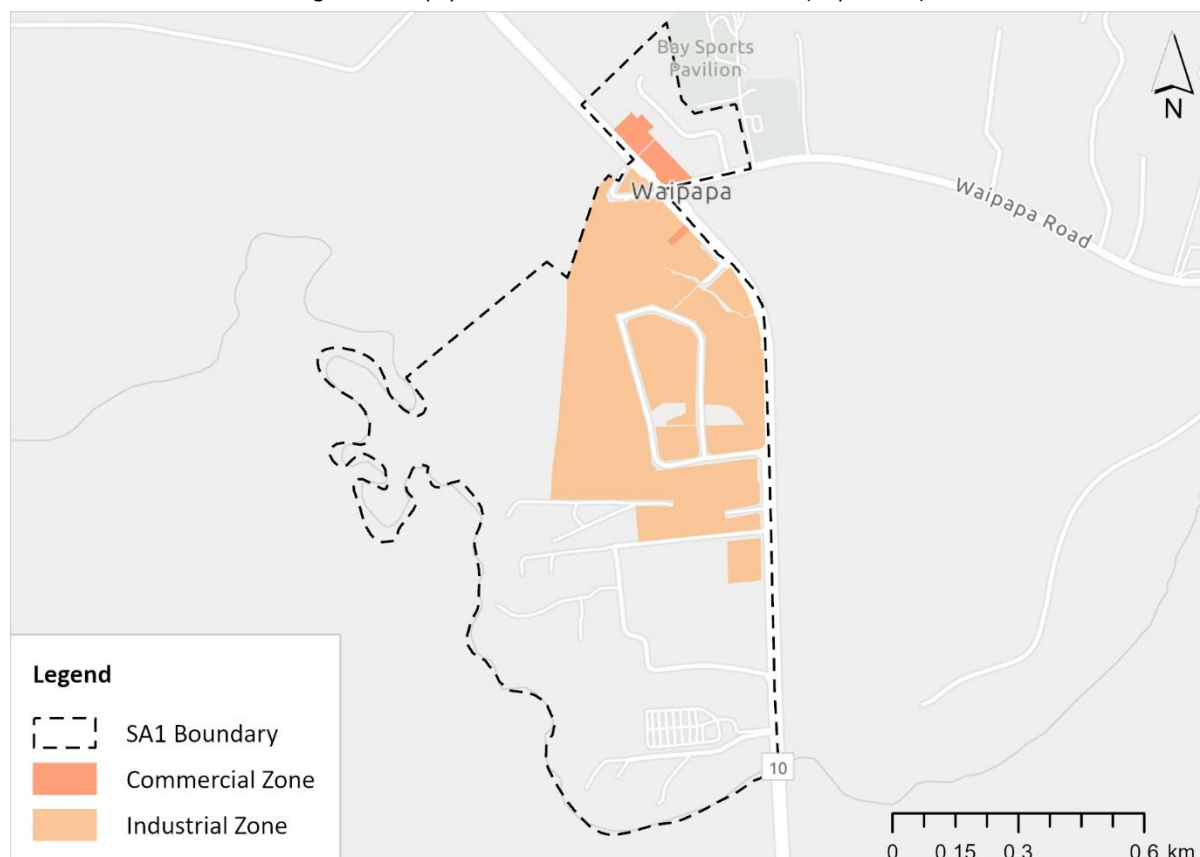 Bay Sports
Pavilion
N
Waipapa
Waipapa Road
10
Legend
SA1 Boundary
Commercial Zone
Industrial Zone
0 0.15 0.3 0.6 km